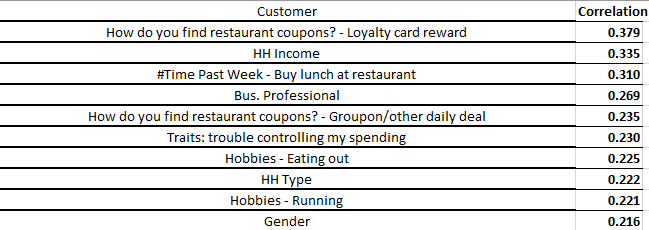 Customer Correlation
How do you find restaurant coupons? - Loyalty card reward 0.379
HH Income 0.335
#Time Past Week - Buy lunch at restaurant 0.310
Bus. Professional 0.269
How do you find restaurant coupons? - Groupon/other daily deal 0.235
Traits: trouble controlling my spending 0.230
Hobbies - Eating out 0.225
HH Type 0.222
Hobbies - Running 0.221
Gender 0.216